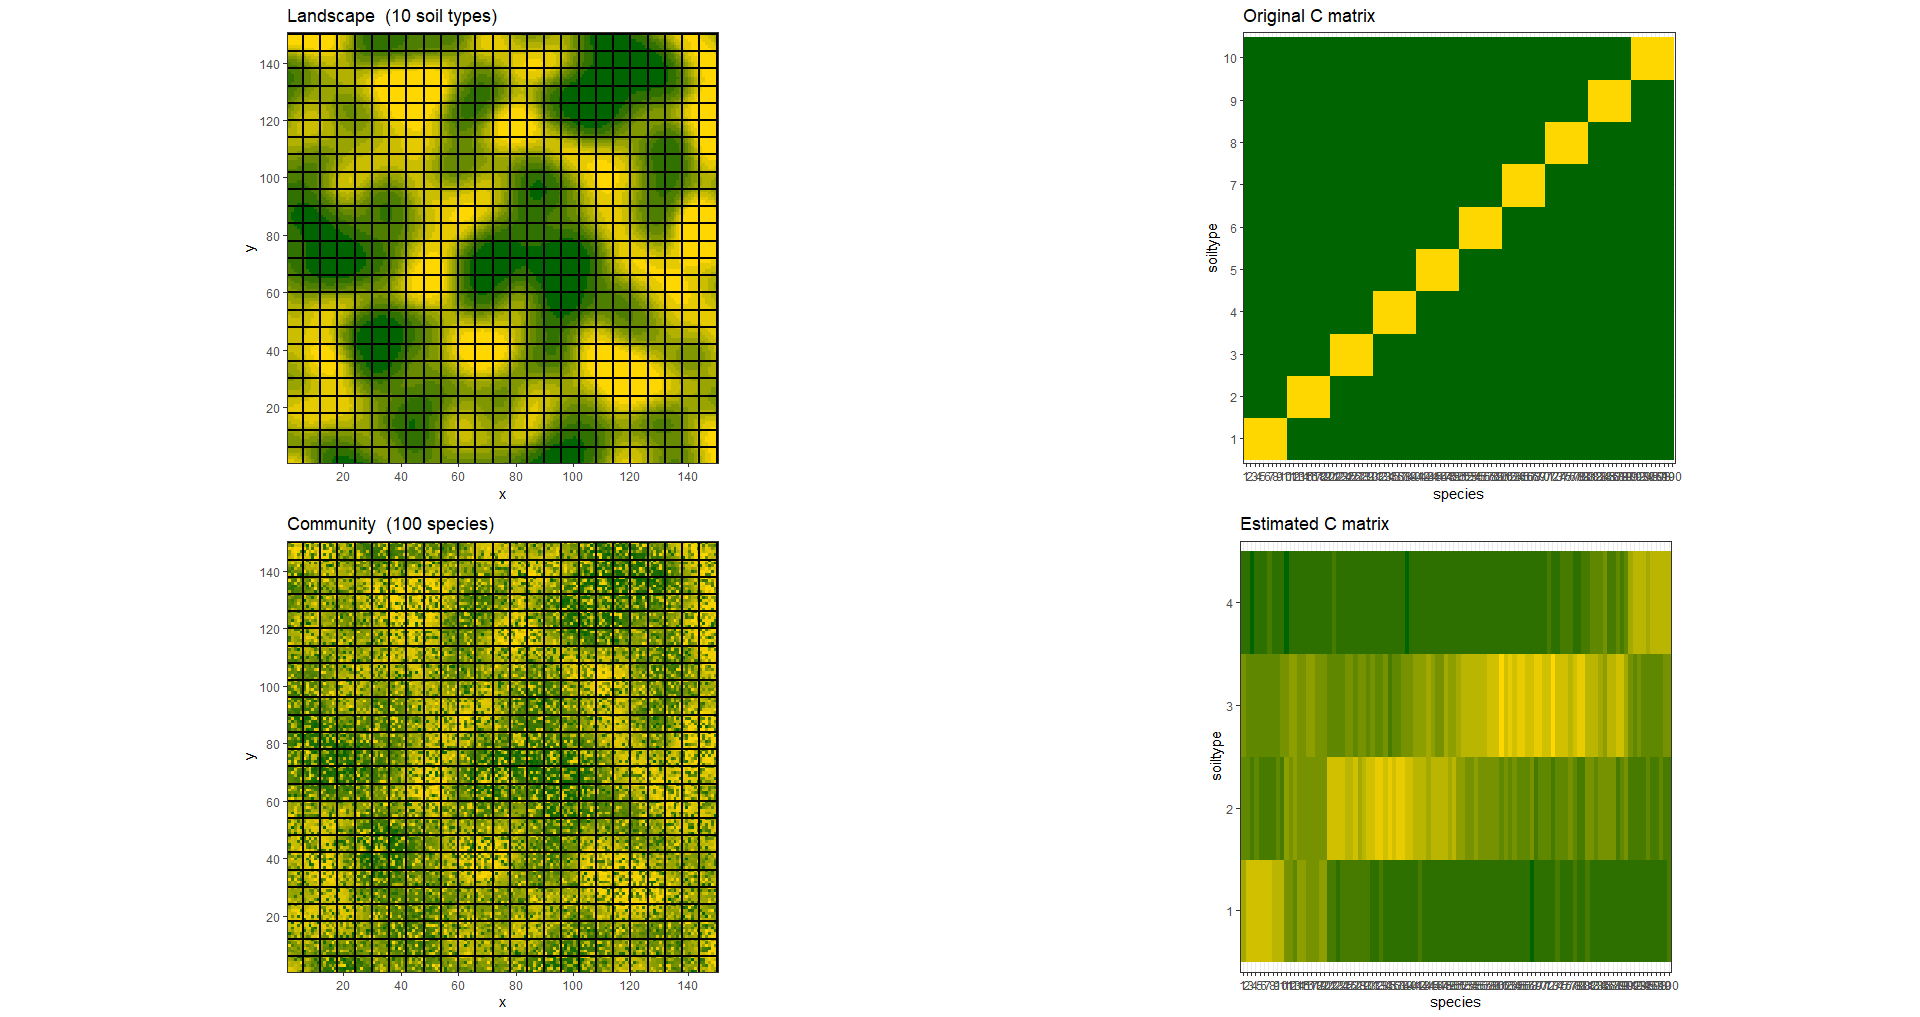 Landscape  (10 soil types)
140
120
100
80
60
40
20
y
20 40 60 80 100 120 140
x
Original C matrix
10
9
8
7
6
5
4
3
2
1
soiltype
species
Community  (100 species)
140
120
100
80
60
40
20
y
20 40 60 80 100 120 140
x
Estimated C matrix
4
3
2
1
soiltype
species